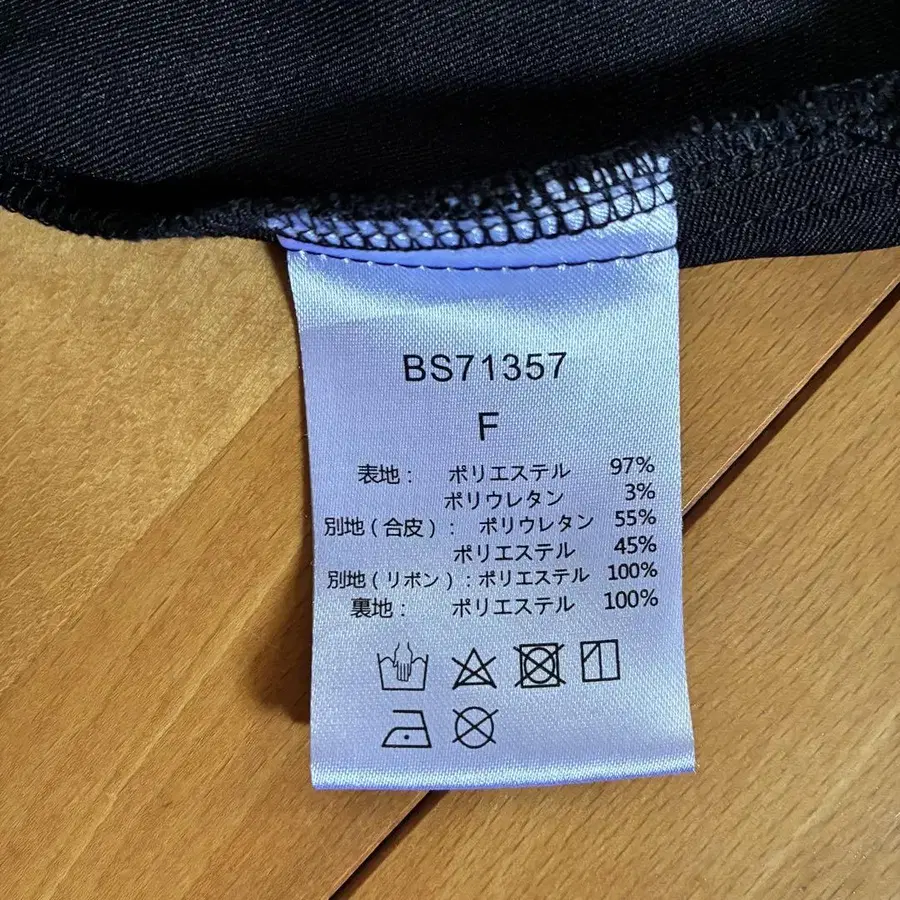 BS71357
F
表地： ポリエステル 97%
ポリウレタン 3%
別地（合皮）： ポリウレタン 55%
ポリエステル 45%
別地（リボン）：ポリエステル 100%
裏地： ポリエステル 100%